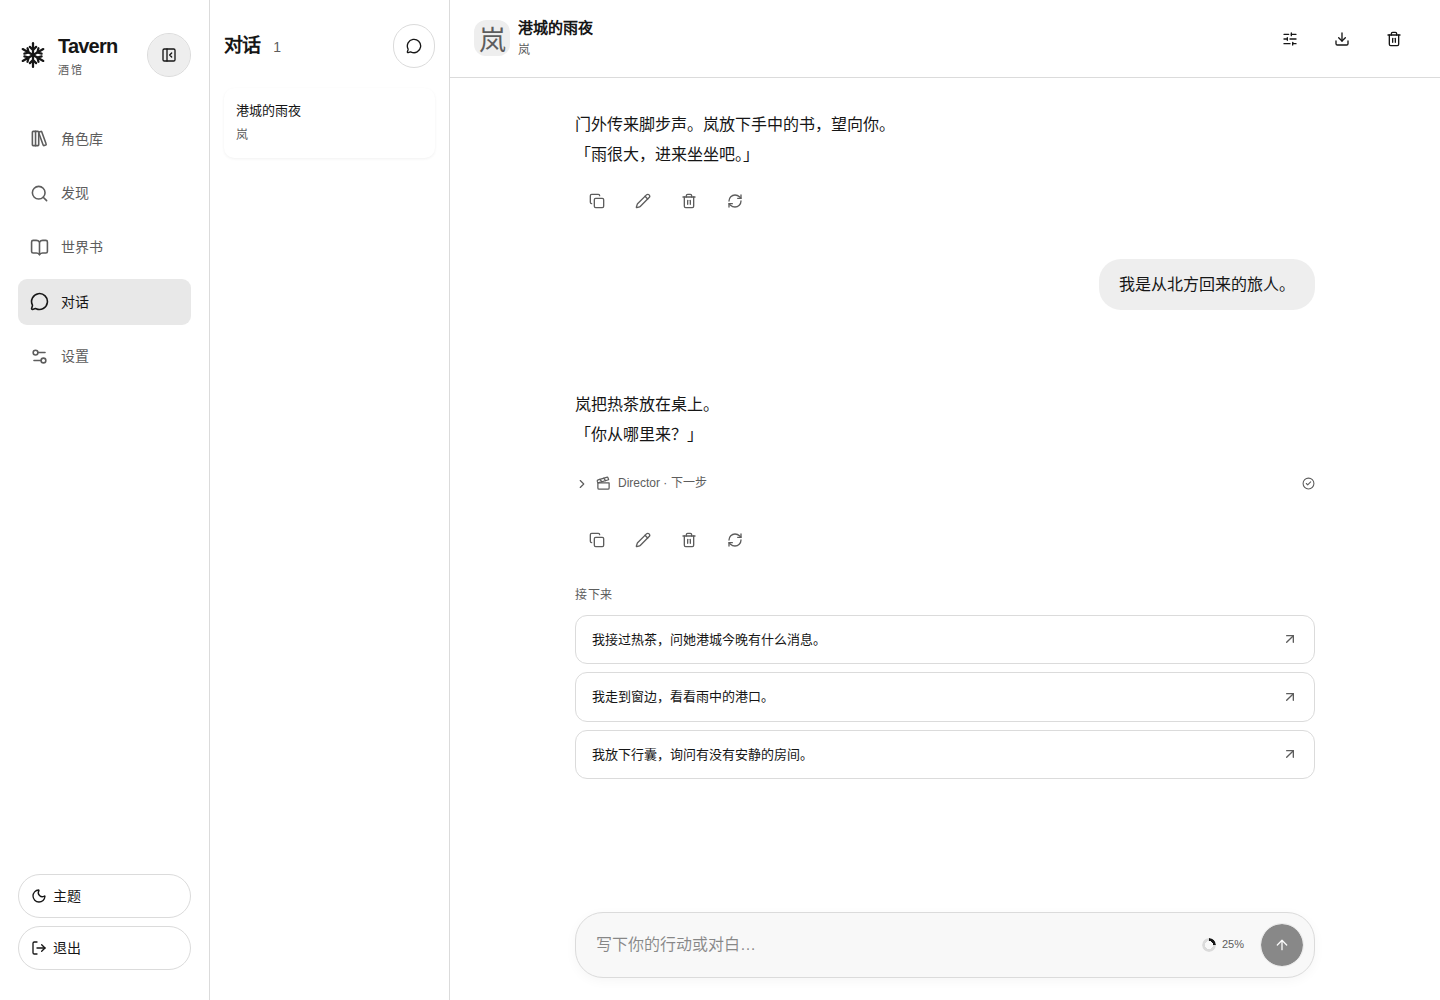 Tavern
酒馆
角色库
发现
世界书
对话
设置
主题
退出
对话 1
港城的雨夜
岚
岚
港城的雨夜
岚
门外传来脚步声。岚放下手中的书，望向你。
「雨很大，进来坐坐吧。」
我是从北方回来的旅人。
岚把热茶放在桌上。
「你从哪里来？」
Director · 下一步
接下来
我接过热茶，问她港城今晚有什么消息。
我走到窗边，看看雨中的港口。
我放下行囊，询问有没有安静的房间。
写下你的行动或对白…
25%